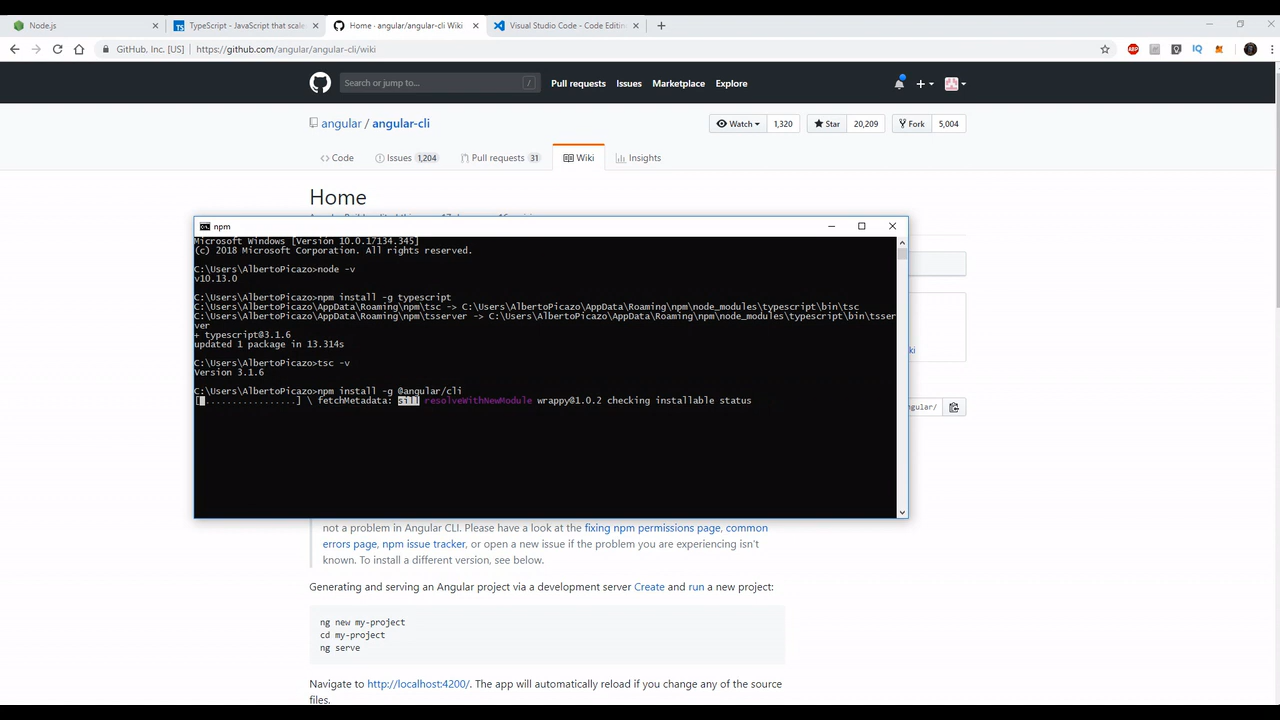 Node.js
TypeScript - JavaScript that scale
Home · angular/angular-cli Wiki
Visual Studio Code - Code Editin
GitHub, Inc. [US]
https://github.com/angular/angular-cli/wiki
Search or jump to...
/
Pull requests
Issues
Marketplace
Explore
angular / angular-cli
Watch
1,320
Star
20,209
Fork
5,004
Code
Issues 1,204
Pull requests 31
Wiki
Insights
Home
npm
Microsoft Windows [Versión 10.0.17134.345]
(c) 2018 Microsoft Corporation. All rights reserved.
C:\Users\AlbertoPicazo>node -v
v10.13.0
C:\Users\AlbertoPicazo>npm install -g typescript
C:\Users\AlbertoPicazo\AppData\Roaming\npm\tsc -> C:\Users\AlbertoPicazo\AppData\Roaming\npm\node_modules\typescript\bin\tsc
C:\Users\AlbertoPicazo\AppData\Roaming\npm\tsserver -> C:\Users\AlbertoPicazo\AppData\Roaming\npm\node_modules\typescript\bin\tsser
ver
+ typescript@3.1.6
updated 1 package in 13.314s
C:\Users\AlbertoPicazo>tsc -v
Version 3.1.6
C:\Users\AlbertoPicazo>npm install -g @angular/cli
[ .................] \ fetchMetadata: sill resolveWithNewModule wrappy@1.0.2 checking installable status
ki
ngular/
not a problem in Angular CLI. Please have a look at the fixing npm permissions page, common
errors page, npm issue tracker, or open a new issue if the problem you are experiencing isn't
known. To install a different version, see below.
Generating and serving an Angular project via a development server Create and run a new project:
ng new my-project
cd my-project
ng serve
Navigate to http://localhost:4200/. The app will automatically reload if you change any of the source
files.